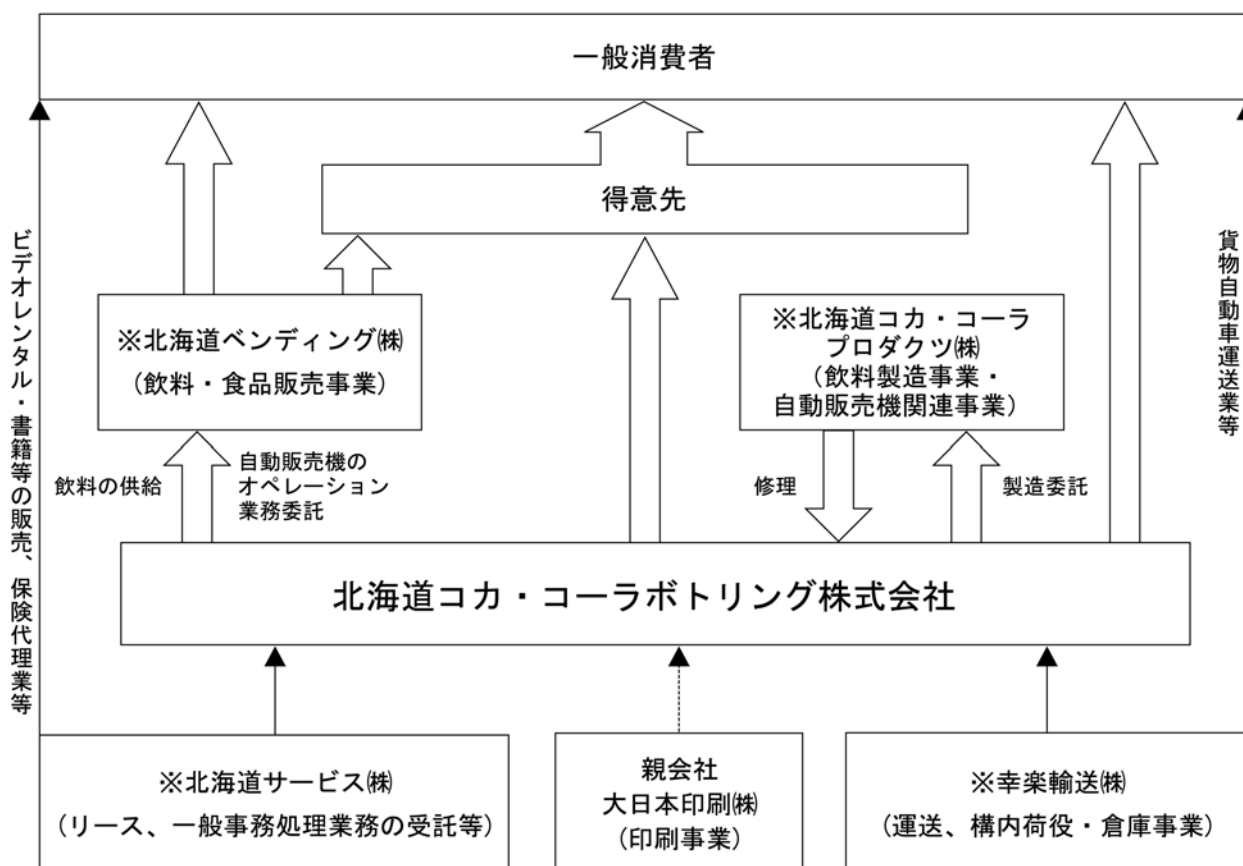 一般消費者
得意先
ビデオレンタル・書籍等の販売、保険代理業等
貨物自動車運送業等
※北海道ベンディング㈱
（飲料・食品販売事業）
※北海道コカ・コーラ
プロダクツ㈱
（飲料製造事業・
自動販売機関連事業）
飲料の供給
自動販売機の
オペレーション
業務委託
修理
製造委託
北海道コカ・コーラボトリング株式会社
※北海道サービス㈱
（リース、一般事務処理業務の受託等）
親会社
大日本印刷㈱
（印刷事業）
※幸楽輸送㈱
（運送、構内荷役・倉庫事業）